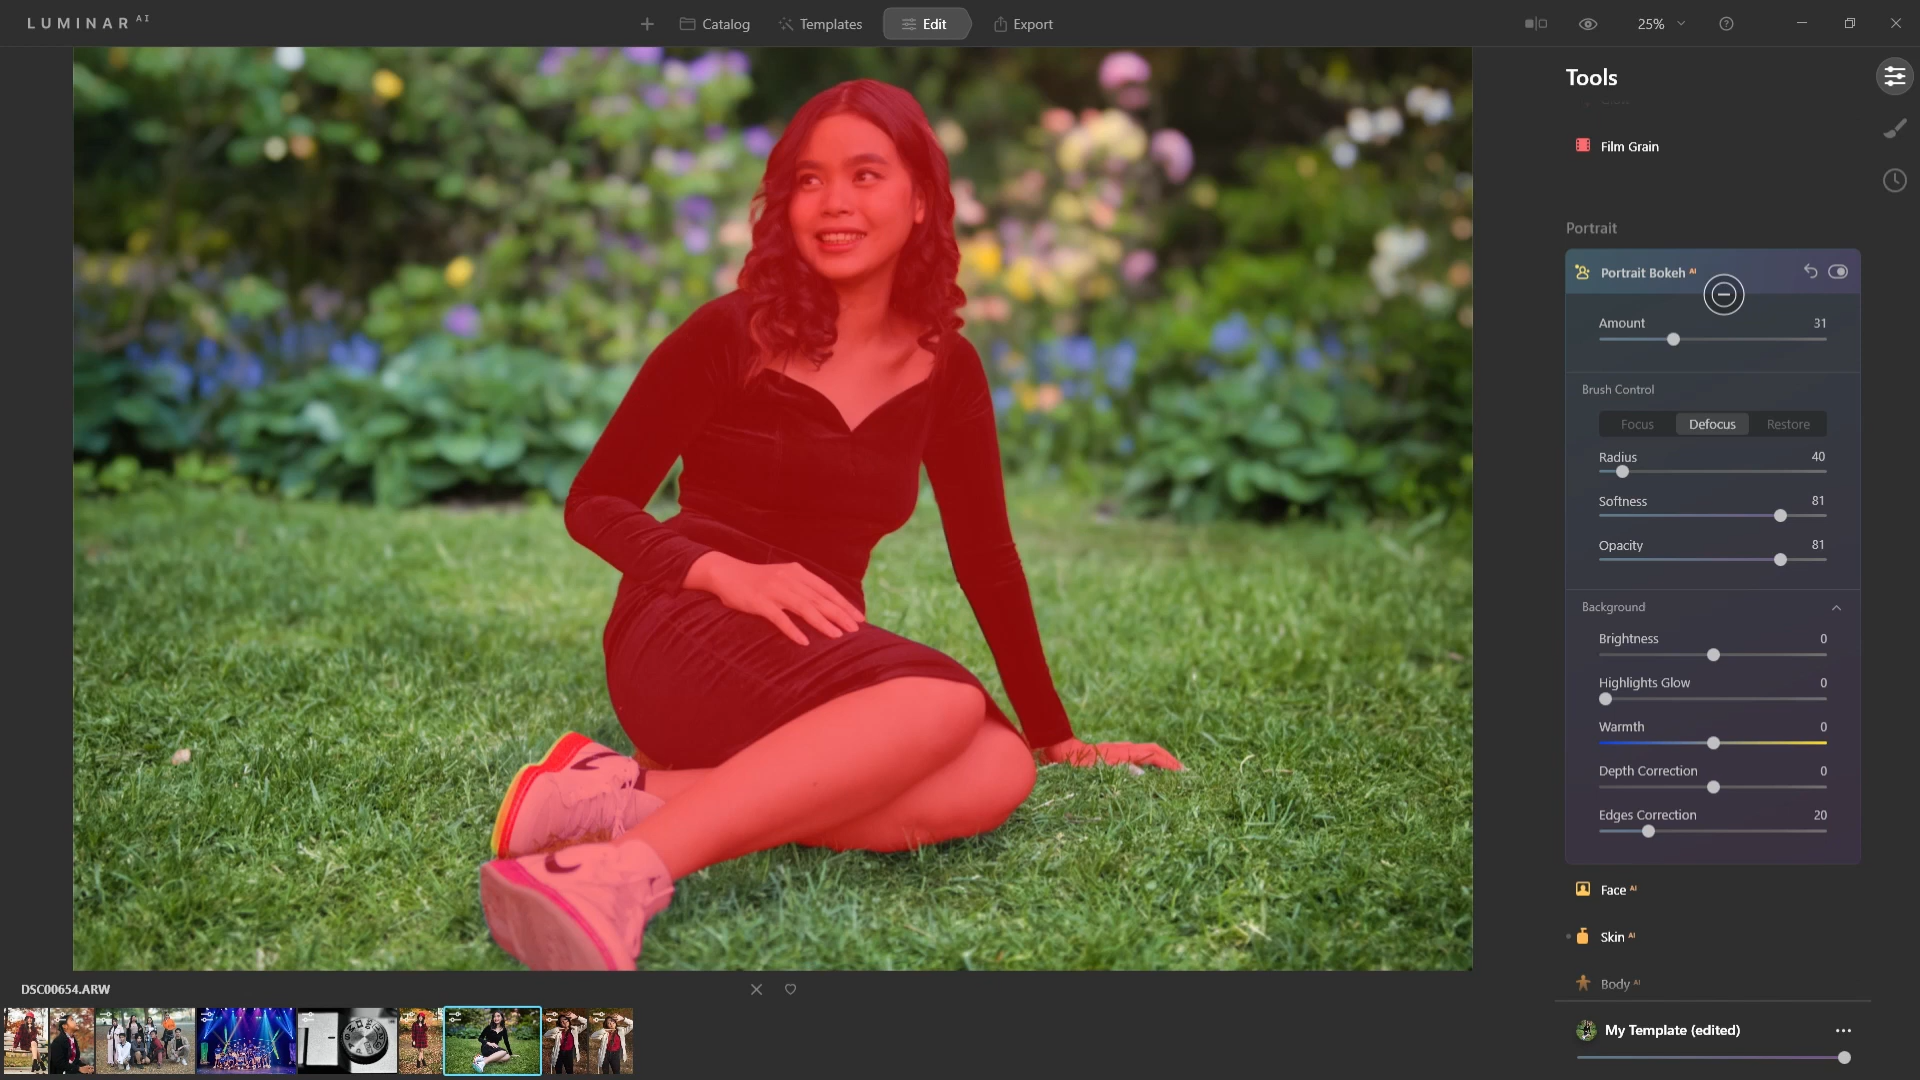 LUMINAR AI
Catalog
Templates
Edit
Export
25%
Tools
Film Grain
Portrait
Portrait Bokeh AI
Amount 31
Brush Control
Focus Defocus Restore
Radius 40
Softness 81
Opacity 81
Background
Brightness 0
Highlights Glow 0
Warmth 0
Depth Correction 0
Edges Correction 20
Face AI
Skin AI
Body AI
DSC00654.ARW
My Template (edited)